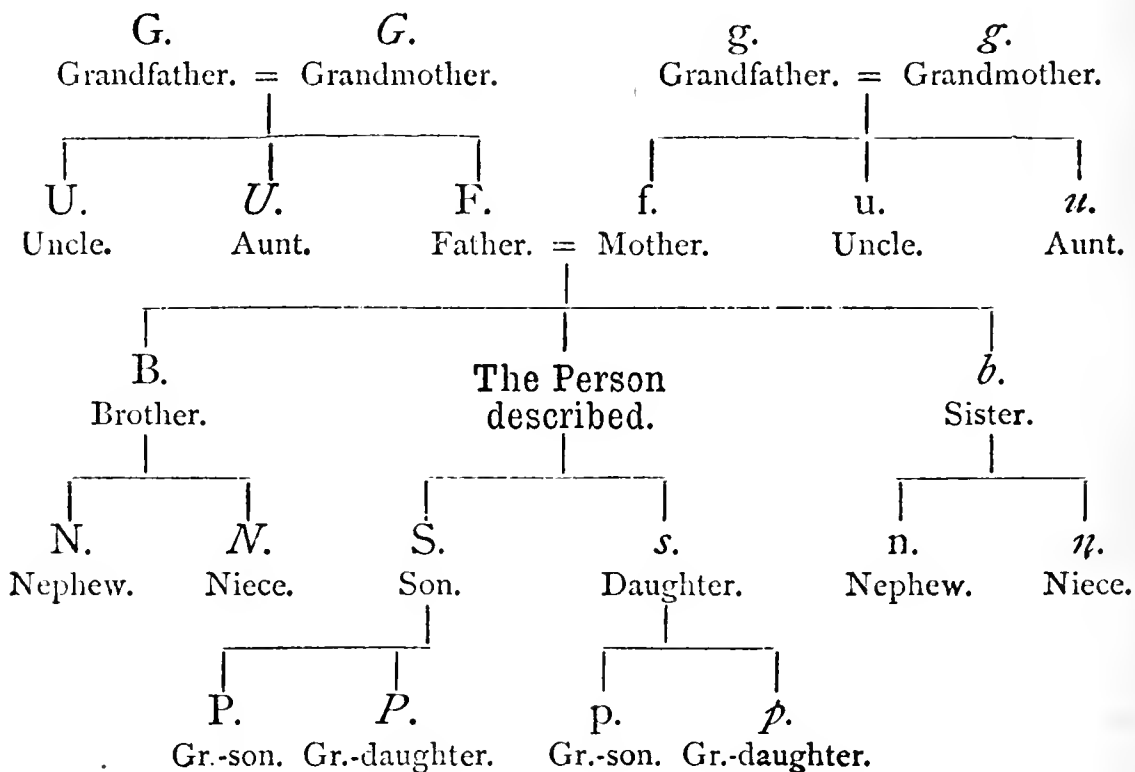 G. G. g. g.
Grandfather. = Grandmother. Grandfather. = Grandmother.
U. U. F. f. u. u.
Uncle. Aunt. Father. = Mother. Uncle. Aunt.
B. The Person b.
Brother. described. Sister.
N. N. S. s. n. n.
Nephew. Niece. Son. Daughter. Nephew. Niece.
P. P. p. p.
Gr.-son. Gr.-daughter. Gr.-son. Gr.-daughter.